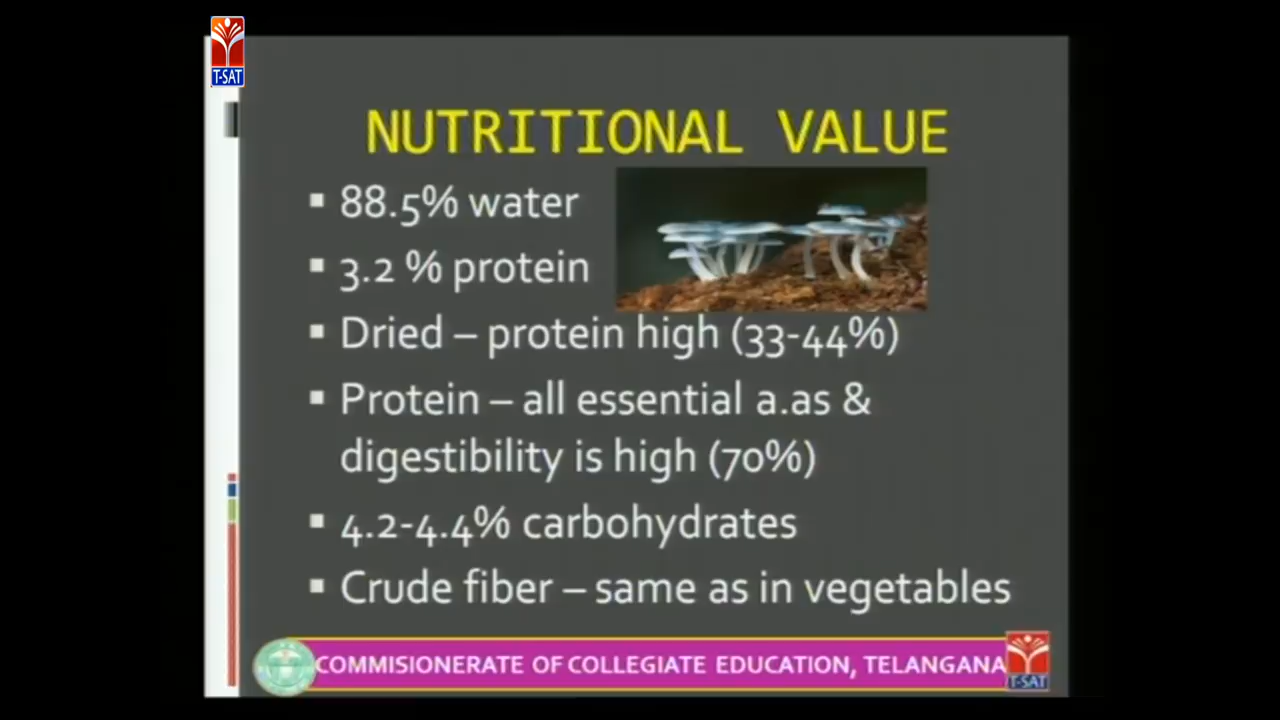 T-SAT
NUTRITIONAL VALUE
▪ 88.5% water
▪ 3.2 % protein
▪ Dried – protein high (33-44%)
▪ Protein – all essential a.as &
digestibility is high (70%)
▪ 4.2-4.4% carbohydrates
▪ Crude fiber – same as in vegetables
COMMISIONERATE OF COLLEGIATE EDUCATION, TELANGANA
T-SAT